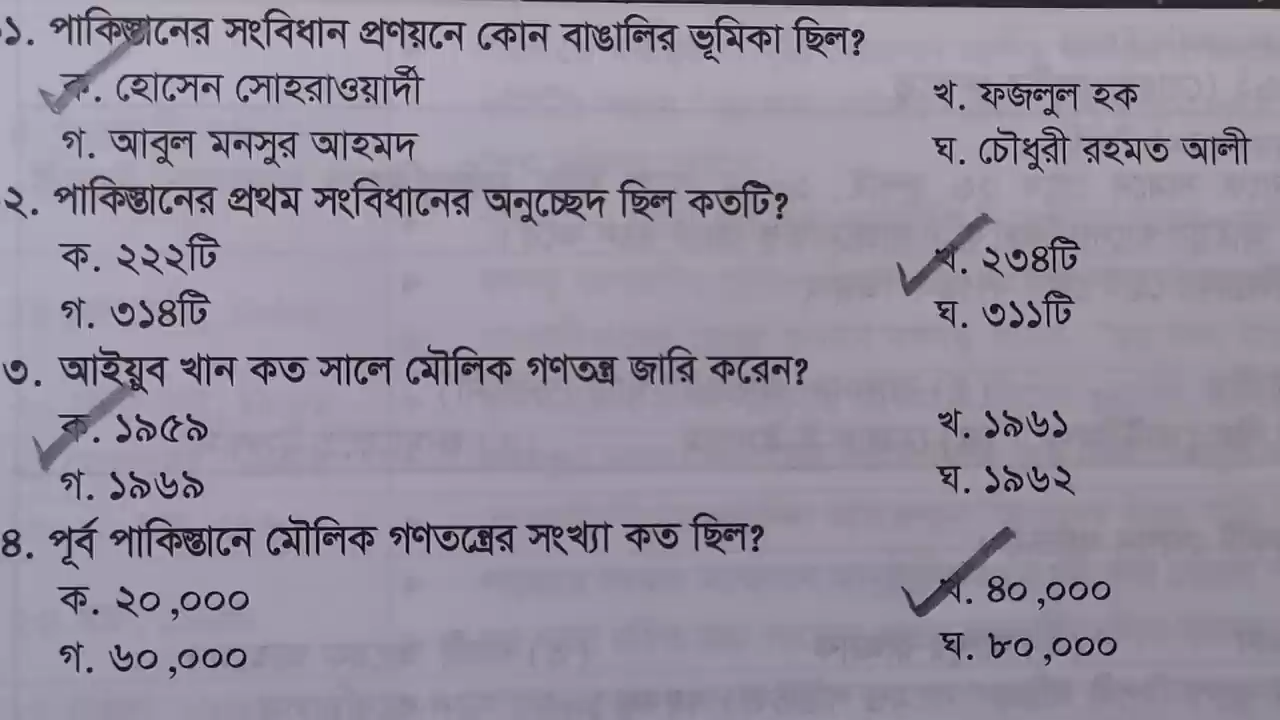 ১. পাকিস্তানের সংবিধান প্রণয়নে কোন বাঙালির ভূমিকা ছিল?
ক. হোসেন সোহরাওয়ার্দী খ. ফজলুল হক
গ. আবুল মনসুর আহমদ ঘ. চৌধুরী রহমত আলী
২. পাকিস্তানের প্রথম সংবিধানের অনুচ্ছেদ ছিল কতটি?
ক. ২২২টি খ. ২৩৪টি
গ. ৩১৪টি ঘ. ৩১১টি
৩. আইয়ুব খান কত সালে মৌলিক গণতন্ত্র জারি করেন?
ক. ১৯৫৯ খ. ১৯৬১
গ. ১৯৬৯ ঘ. ১৯৬২
৪. পূর্ব পাকিস্তানে মৌলিক গণতন্ত্রের সংখ্যা কত ছিল?
ক. ২০,০০০ খ. ৪০,০০০
গ. ৬০,০০০ ঘ. ৮০,০০০